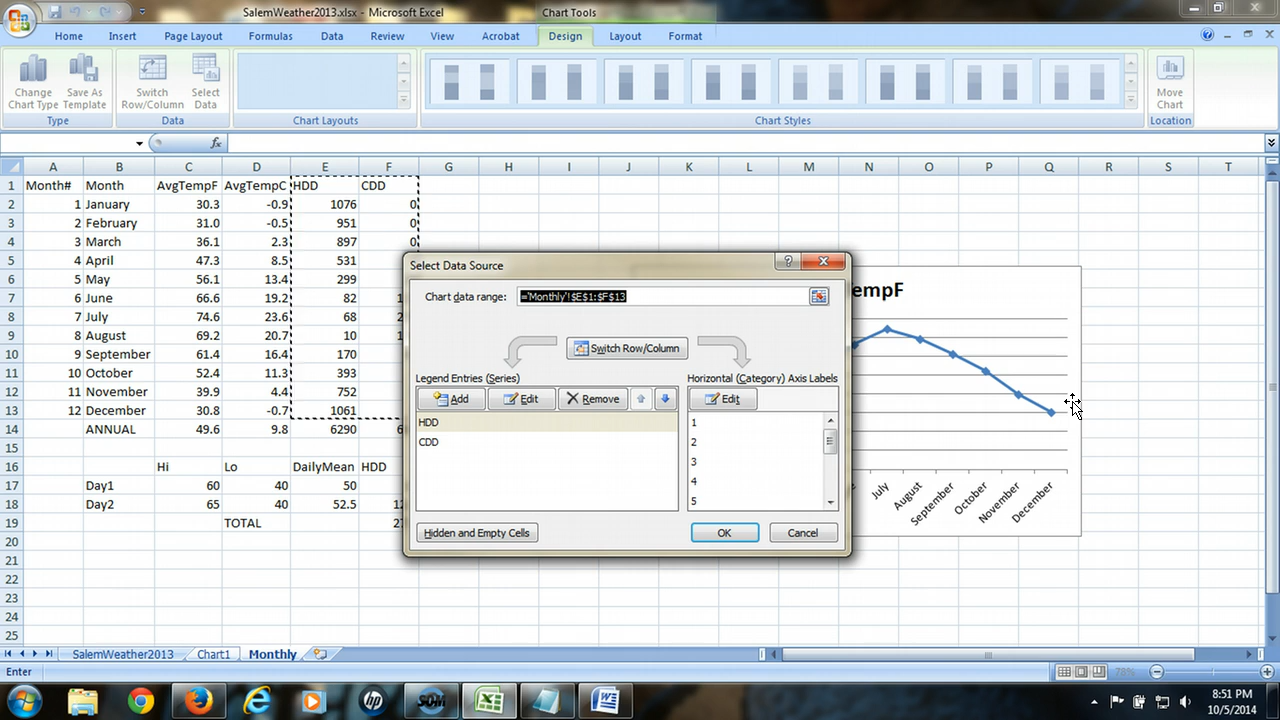 SalemWeather2013.xlsx - Microsoft Excel
Chart Tools
Home Insert Page Layout Formulas Data Review View Acrobat Design Layout Format
Change Chart Type
Save As Template
Switch Row/Column
Select Data
Move Chart
Type Data Chart Layouts Chart Styles Location
fx
A B C D E F G H I J K L M N O P Q R S T
1 Month# Month AvgTempF AvgTempC HDD CDD
2 1 January 30.3 -0.9 1076 0
3 2 February 31.0 -0.5 951 0
4 3 March 36.1 2.3 897 0
5 4 April 47.3 8.5 531
6 5 May 56.1 13.4 299
7 6 June 66.6 19.2 82 1
8 7 July 74.6 23.6 68 2
9 8 August 69.2 20.7 10 1
10 9 September 61.4 16.4 170
11 10 October 52.4 11.3 393
12 11 November 39.9 4.4 752
13 12 December 30.8 -0.7 1061
14 ANNUAL 49.6 9.8 6290 6
15
16 Hi Lo DailyMean HDD
17 Day1 60 40 50
18 Day2 65 40 52.5 12
19 TOTAL 27
20
21
22
23
24
25
Select Data Source
?
Chart data range: ='Monthly'!$E$1:$F$13
Switch Row/Column
Legend Entries (Series)
Add Edit Remove
HDD
CDD
Horizontal (Category) Axis Labels
Edit
1
2
3
4
5
Hidden and Empty Cells
OK Cancel
empF
July
August
September
October
November
December
SalemWeather2013 Chart1 Monthly
Enter
78%
8:51 PM
10/5/2014